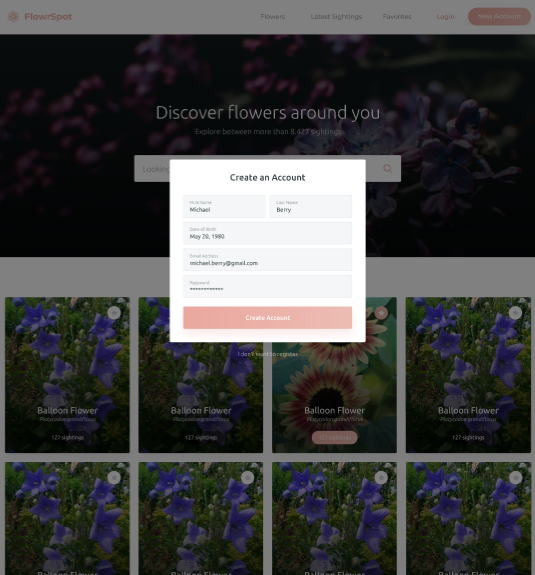 FlowrSpot
Flowers Latest Sightings Favorites Login New Account
Discover flowers around you
Explore between more than 8.427 sightings
Looking
Create an Account
First Name Last Name
Michael Berry
Date of Birth
May 20, 1980
Email Address
michael.berry@gmail.com
Password
************
Create Account
I don't want to register
Balloon Flower Balloon Flower Balloon Flower Balloon Flower
Platycodon grandiflorus Platycodon grandiflorus Platycodon grandiflorus Platycodon grandiflorus
127 sightings 127 sightings 127 sightings 127 sightings
Balloon Flower Balloon Flower Balloon Flower Balloon Flower